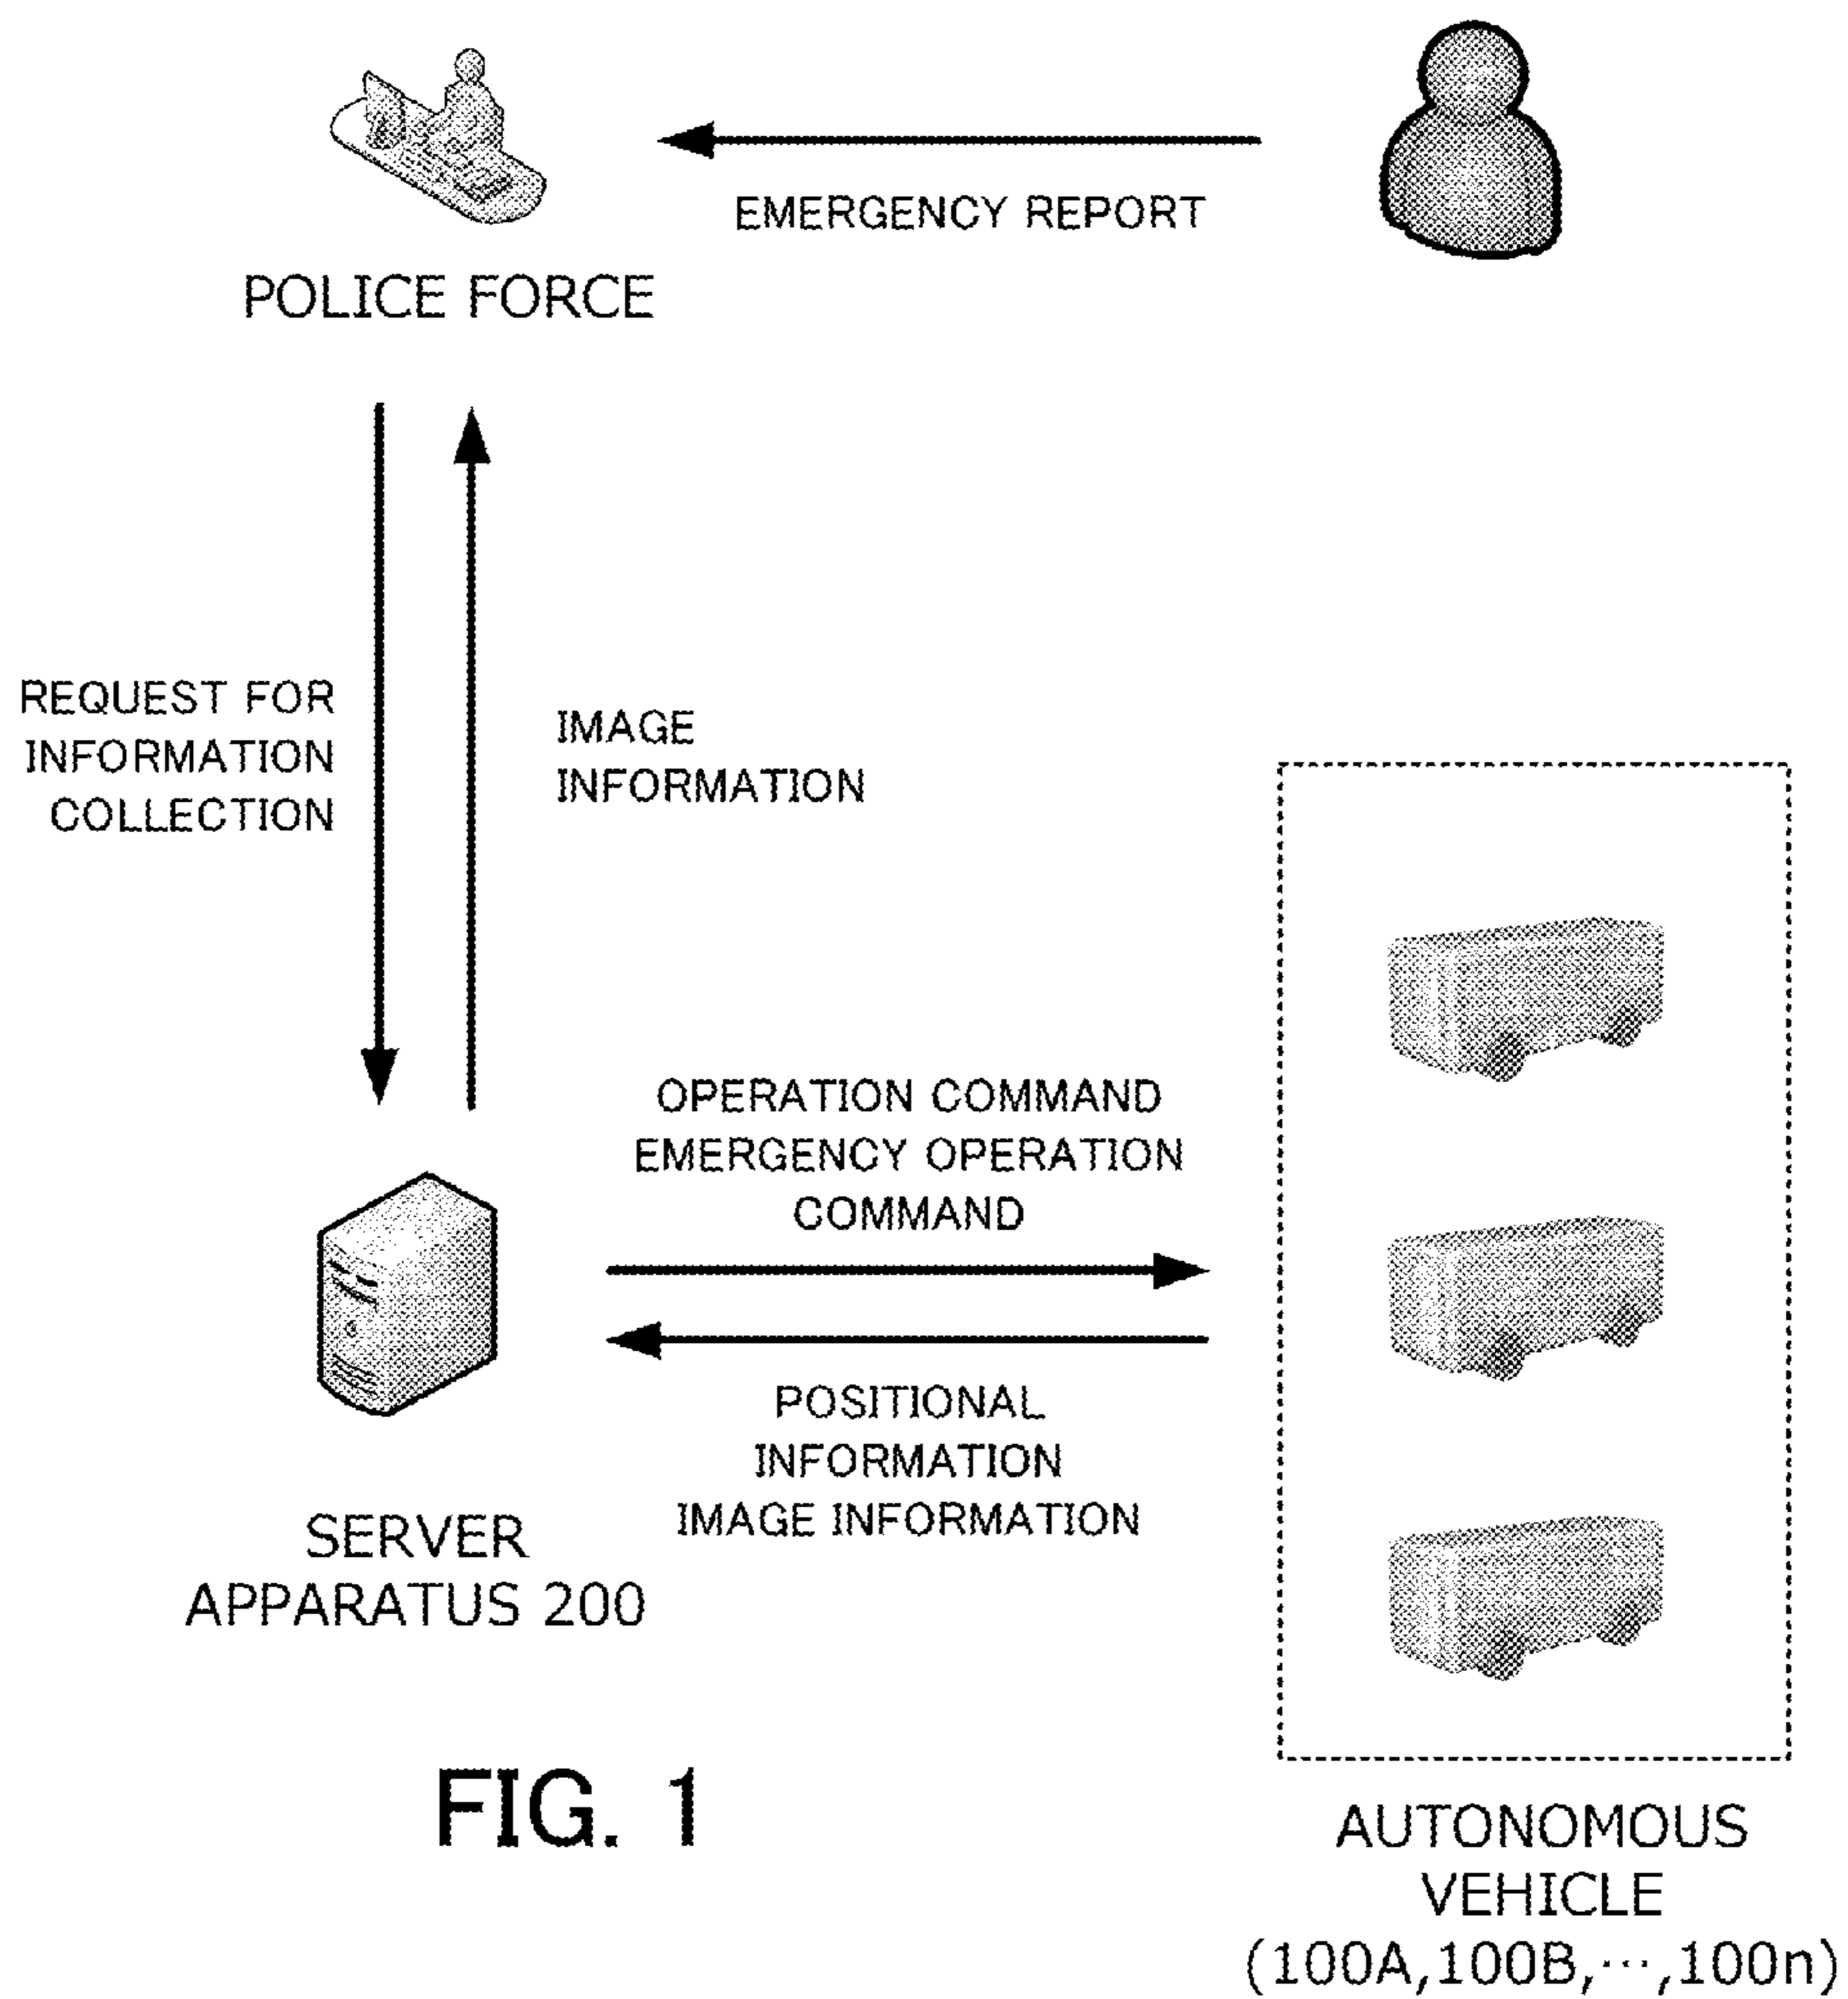 EMERGENCY REPORT
POLICE FORCE
REQUEST FOR
INFORMATION
COLLECTION
IMAGE
INFORMATION
OPERATION COMMAND
EMERGENCY OPERATION
COMMAND
POSITIONAL
INFORMATION
IMAGE INFORMATION
SERVER
APPARATUS 200
AUTONOMOUS
VEHICLE
(100A,100B,⋯,100n)
FIG. 1